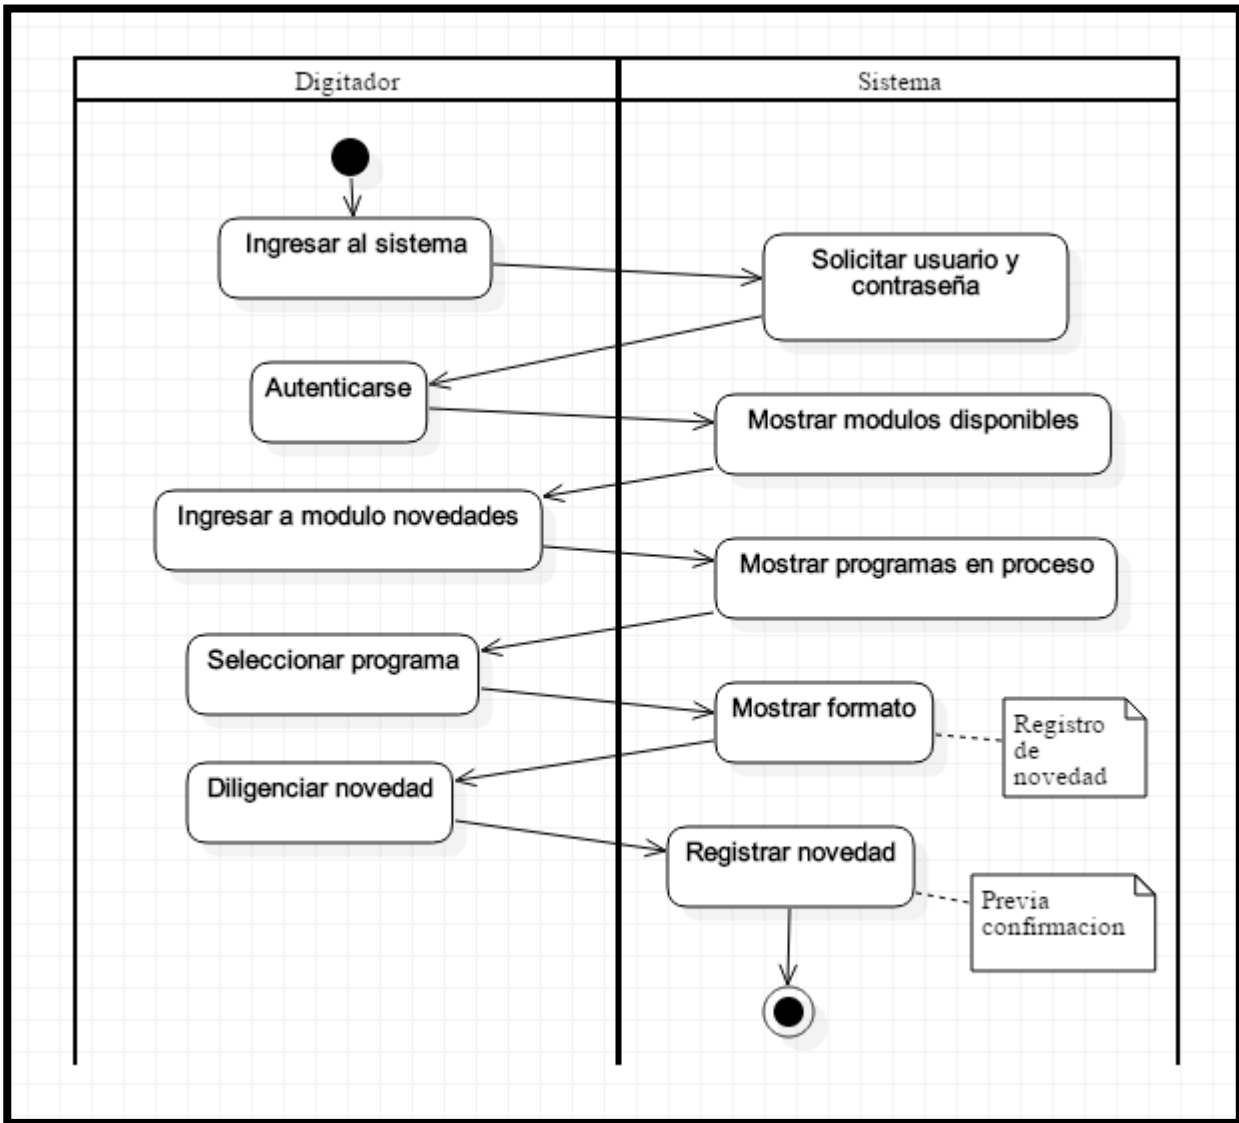 Digitador
Sistema
Ingresar al sistema
Solicitar usuario y
contraseña
Autenticarse
Mostrar modulos disponibles
Ingresar a modulo novedades
Mostrar programas en proceso
Seleccionar programa
Mostrar formato
Registro
de
novedad
Diligenciar novedad
Registrar novedad
Previa
confirmacion